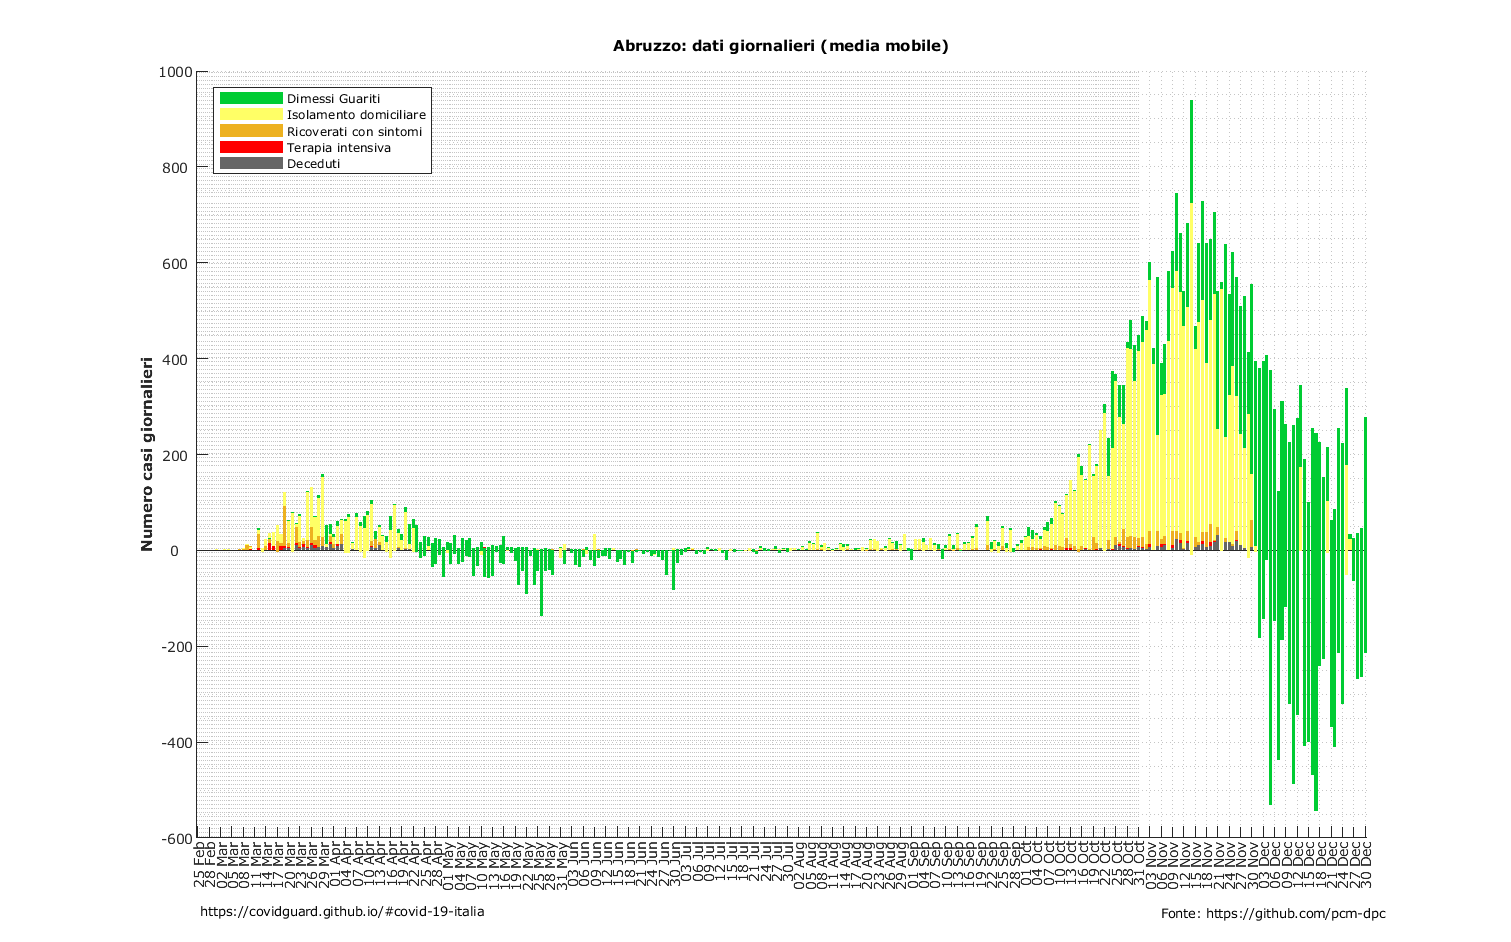 Abruzzo: dati giornalieri (media mobile)
1000
800
600
400
200
0
-200
-400
-600
Numero casi giornalieri
Dimessi Guariti
Isolamento domiciliare
Ricoverati con sintomi
Terapia intensiva
Deceduti
25 Feb
28 Feb
02 Mar
05 Mar
08 Mar
11 Mar
14 Mar
17 Mar
20 Mar
23 Mar
26 Mar
29 Mar
01 Apr
04 Apr
07 Apr
10 Apr
13 Apr
16 Apr
19 Apr
22 Apr
25 Apr
28 Apr
01 May
04 May
07 May
10 May
13 May
16 May
19 May
22 May
25 May
28 May
31 May
03 Jun
06 Jun
09 Jun
12 Jun
15 Jun
18 Jun
21 Jun
24 Jun
27 Jun
30 Jun
03 Jul
06 Jul
09 Jul
12 Jul
15 Jul
18 Jul
21 Jul
24 Jul
27 Jul
30 Jul
02 Aug
05 Aug
08 Aug
11 Aug
14 Aug
17 Aug
20 Aug
23 Aug
26 Aug
29 Aug
01 Sep
04 Sep
07 Sep
10 Sep
13 Sep
16 Sep
19 Sep
22 Sep
25 Sep
28 Sep
01 Oct
04 Oct
07 Oct
10 Oct
13 Oct
16 Oct
19 Oct
22 Oct
25 Oct
28 Oct
31 Oct
03 Nov
06 Nov
09 Nov
12 Nov
15 Nov
18 Nov
21 Nov
24 Nov
27 Nov
30 Nov
03 Dec
06 Dec
09 Dec
12 Dec
15 Dec
18 Dec
21 Dec
24 Dec
27 Dec
30 Dec
https://covidguard.github.io/#covid-19-italia
Fonte: https://github.com/pcm-dpc